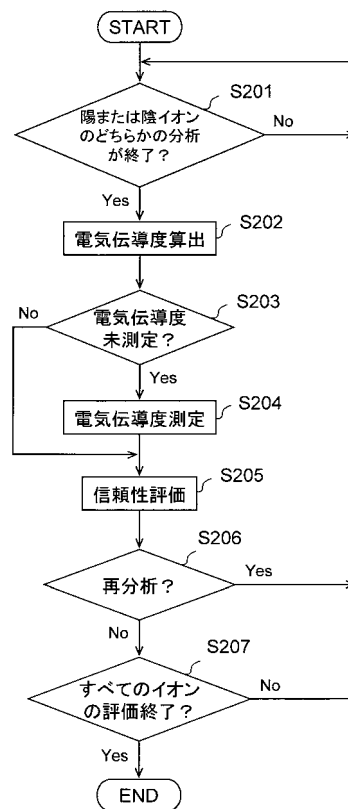 START
S201
陽または陰イオン
のどちらかの分析
が終了？
No
Yes
S202
電気伝導度算出
S203
No
電気伝導度
未測定？
Yes
S204
電気伝導度測定
S205
信頼性評価
S206
再分析？
Yes
No
S207
すべてのイオン
の評価終了？
No
Yes
END